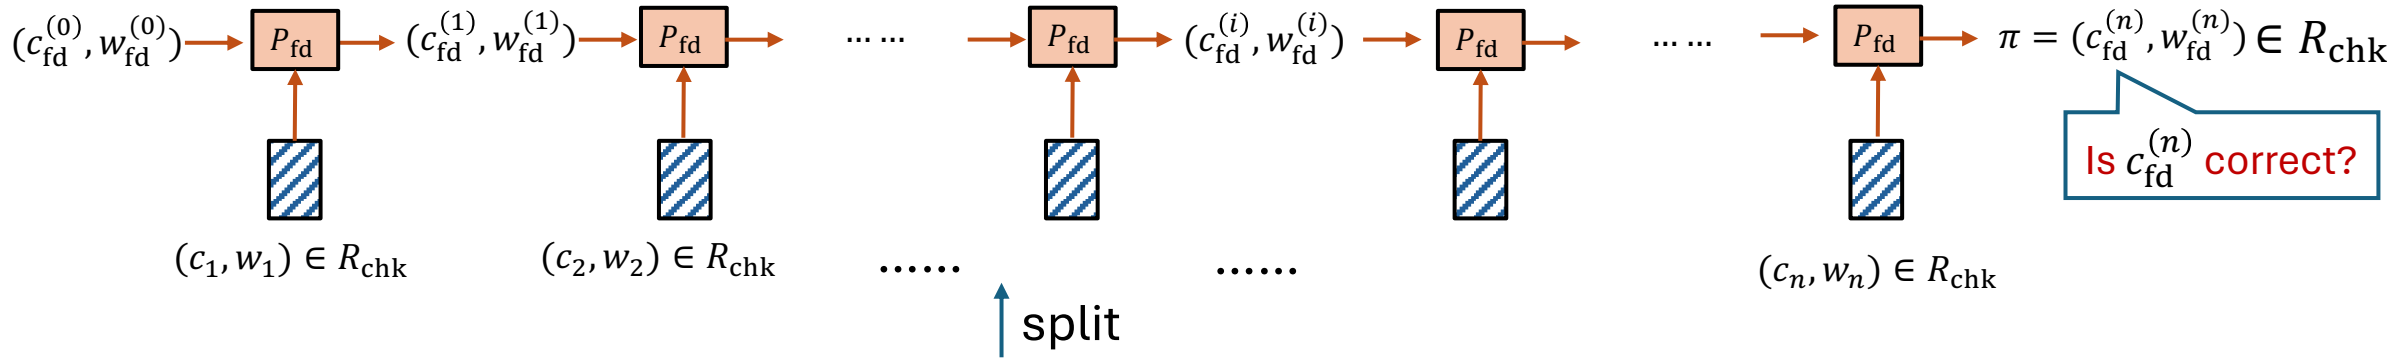 (c_fd^(0), w_fd^(0)) P_fd (c_fd^(1), w_fd^(1)) P_fd ...... P_fd (c_fd^(i), w_fd^(i)) P_fd ...... P_fd π = (c_fd^(n), w_fd^(n)) ∈ R_chk
Is c_fd^(n) correct?
(c_1, w_1) ∈ R_chk (c_2, w_2) ∈ R_chk ...... ...... (c_n, w_n) ∈ R_chk
split